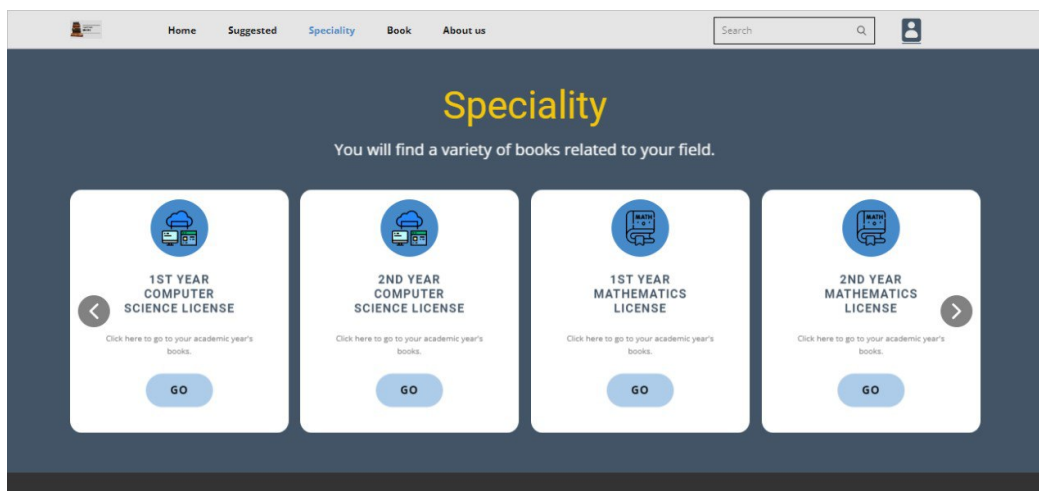 Home Suggested Speciality Book About us Search
Speciality
You will find a variety of books related to your field.
1ST YEAR
COMPUTER
SCIENCE LICENSE
Click here to go to your academic year's
books.
GO
2ND YEAR
COMPUTER
SCIENCE LICENSE
Click here to go to your academic year's
books.
GO
MATH
1ST YEAR
MATHEMATICS
LICENSE
Click here to go to your academic year's
books.
GO
MATH
2ND YEAR
MATHEMATICS
LICENSE
Click here to go to your academic year's
books.
GO